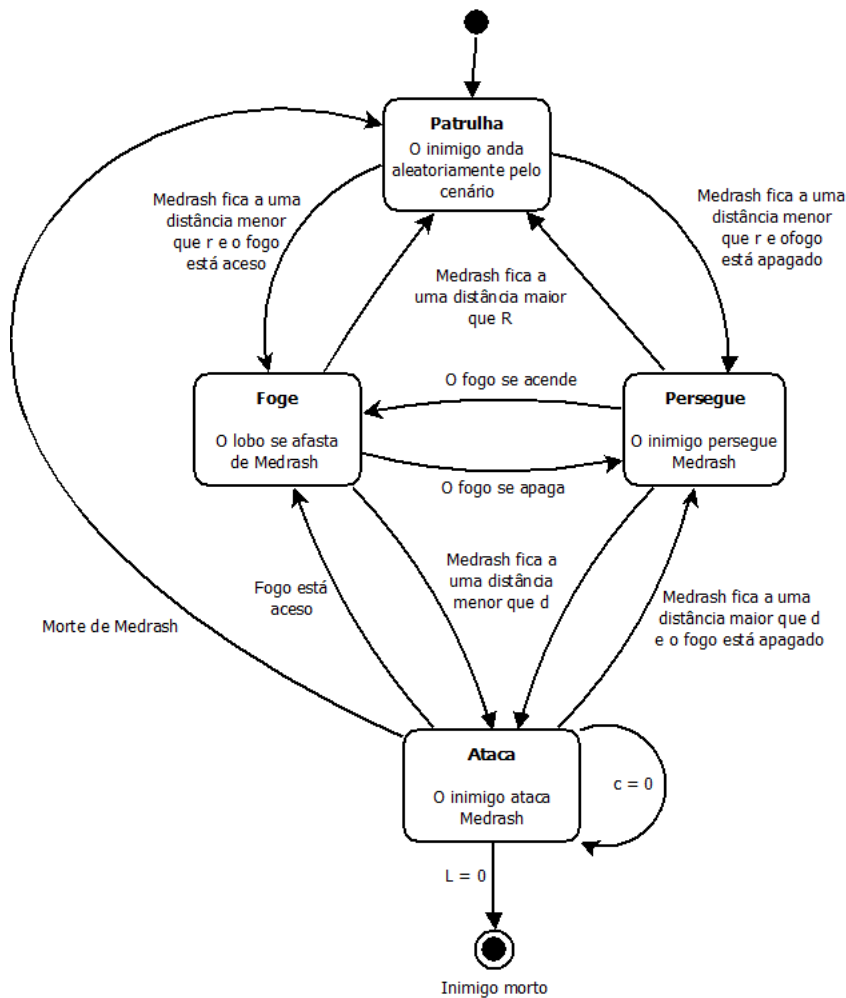 Patrulha
O inimigo anda
aleatoriamente pelo
cenário
Medrash fica a uma
distância menor
que r e o fogo
está aceso
Medrash fica a uma
distância menor
que r e ofogo
está apagado
Medrash fica a
uma distância maior
que R
O fogo se acende
Foge
O lobo se afasta
de Medrash
Persegue
O inimigo persegue
Medrash
O fogo se apaga
Fogo está
aceso
Medrash fica a
uma distância
menor que d
Medrash fica a uma
distância maior que d
e o fogo está apagado
Morte de Medrash
Ataca
O inimigo ataca
Medrash
c = 0
L = 0
Inimigo morto